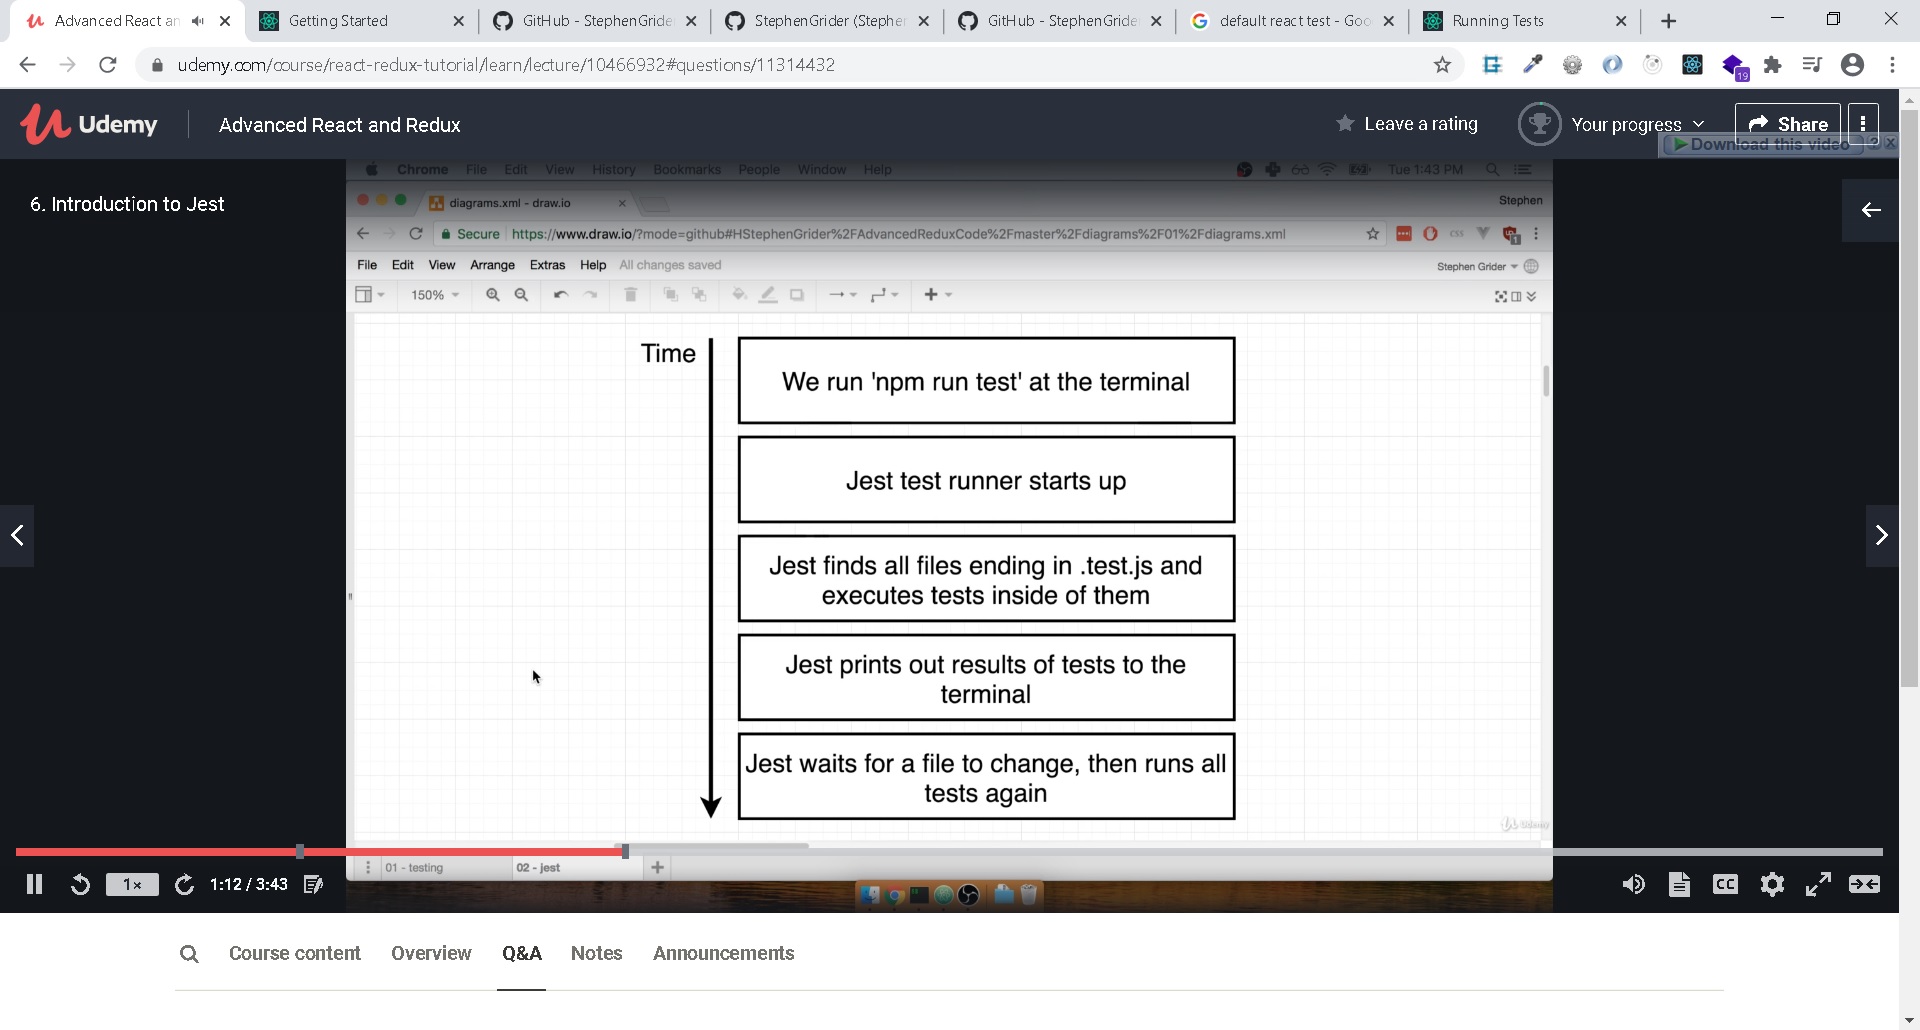 Advanced React an
Getting Started
GitHub - StephenGride
StephenGrider (Stephe
GitHub - StephenGride
default react test - Goo
Running Tests
udemy.com/course/react-redux-tutorial/learn/lecture/10466932#questions/11314432
19
Udemy
Advanced React and Redux
Leave a rating
Your progress
Share
Download this video
6. Introduction to Jest
Chrome File Edit View History Bookmarks People Window Help
Tue 1:43 PM
diagrams.xml - draw.io
Stephen
Secure https://www.draw.io/?mode=github#HStephenGrider%2FAdvancedReduxCode%2Fmaster%2Fdiagrams%2F01%2Fdiagrams.xml
CSS
1
File Edit View Arrange Extras Help All changes saved
Stephen Grider
150%
Time
We run 'npm run test' at the terminal
Jest test runner starts up
Jest finds all files ending in .test.js and
executes tests inside of them
Jest prints out results of tests to the
terminal
Jest waits for a file to change, then runs all
tests again
Udemy
01 - testing
02 - jest
1x
1:12 / 3:43
CC
Course content
Overview
Q&A
Notes
Announcements